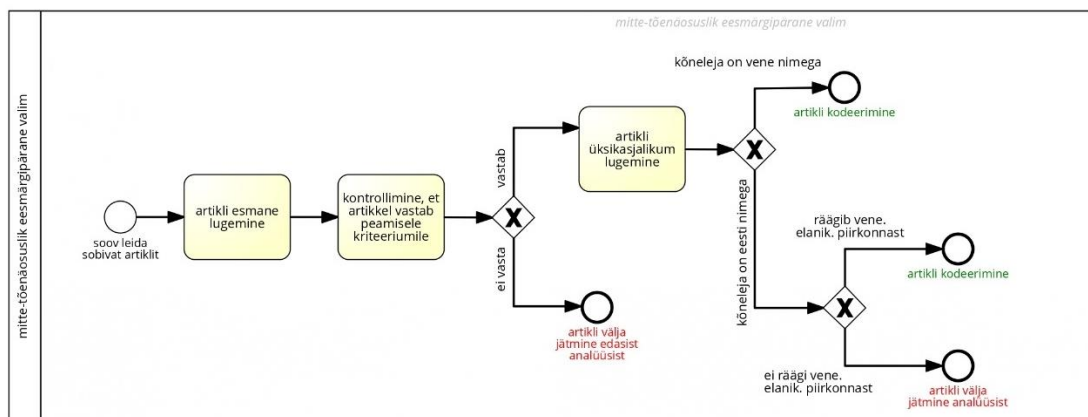 mitte-tõenäosuslik eesmärgipärane valim
mitte-tõenäosuslik eesmärgipärane valim
soov leida
sobivat artiklit
artikli esmane
lugemine
kontrollimine, et
artikkel vastab
peamisele
kriteeriumile
X
vastab
ei vasta
artikli välja
jätmine edasist
analüüsist
artikli
üksikasjalikum
lugemine
X
kõneleja on vene nimega
artikli kodeerimine
kõneleja on eesti nimega
X
räägib vene.
elanik. piirkonnast
artikli kodeerimine
ei räägi vene.
elanik. piirkonnast
artikli välja
jätmine analüüsist